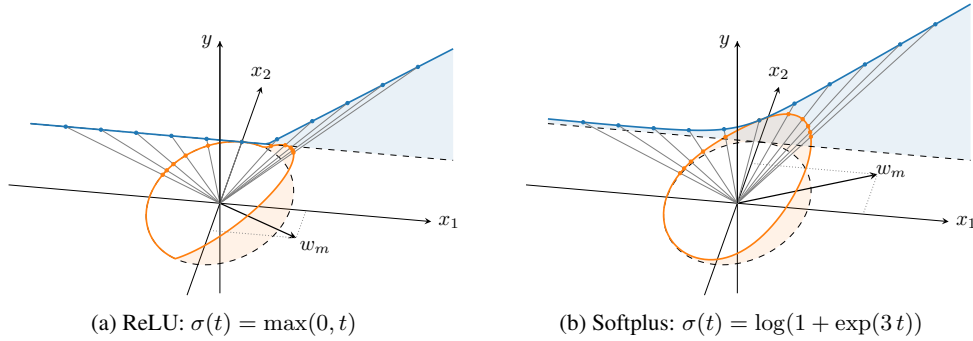 y
x₂
x₁
wₘ
(a) ReLU: σ(t) = max(0, t)
y
x₂
wₘ
x₁
(b) Softplus: σ(t) = log(1 + exp(3 t))